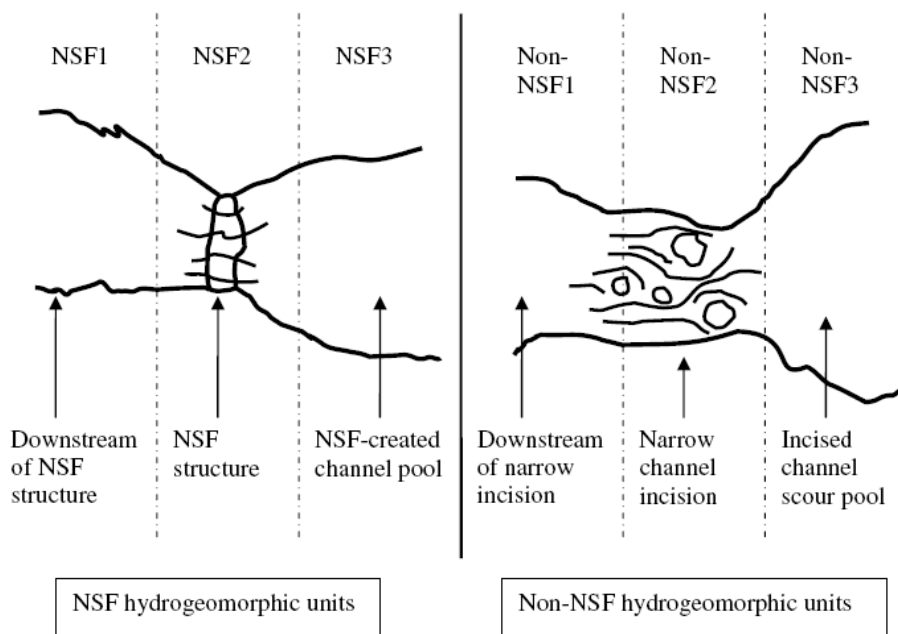 NSF1
NSF2
NSF3
Non-
NSF1
Non-
NSF2
Non-
NSF3
Downstream
of NSF
structure
NSF
structure
NSF-created
channel pool
Downstream
of narrow
incision
Narrow
channel
incision
Incised
channel
scour pool
NSF hydrogeomorphic units
Non-NSF hydrogeomorphic units